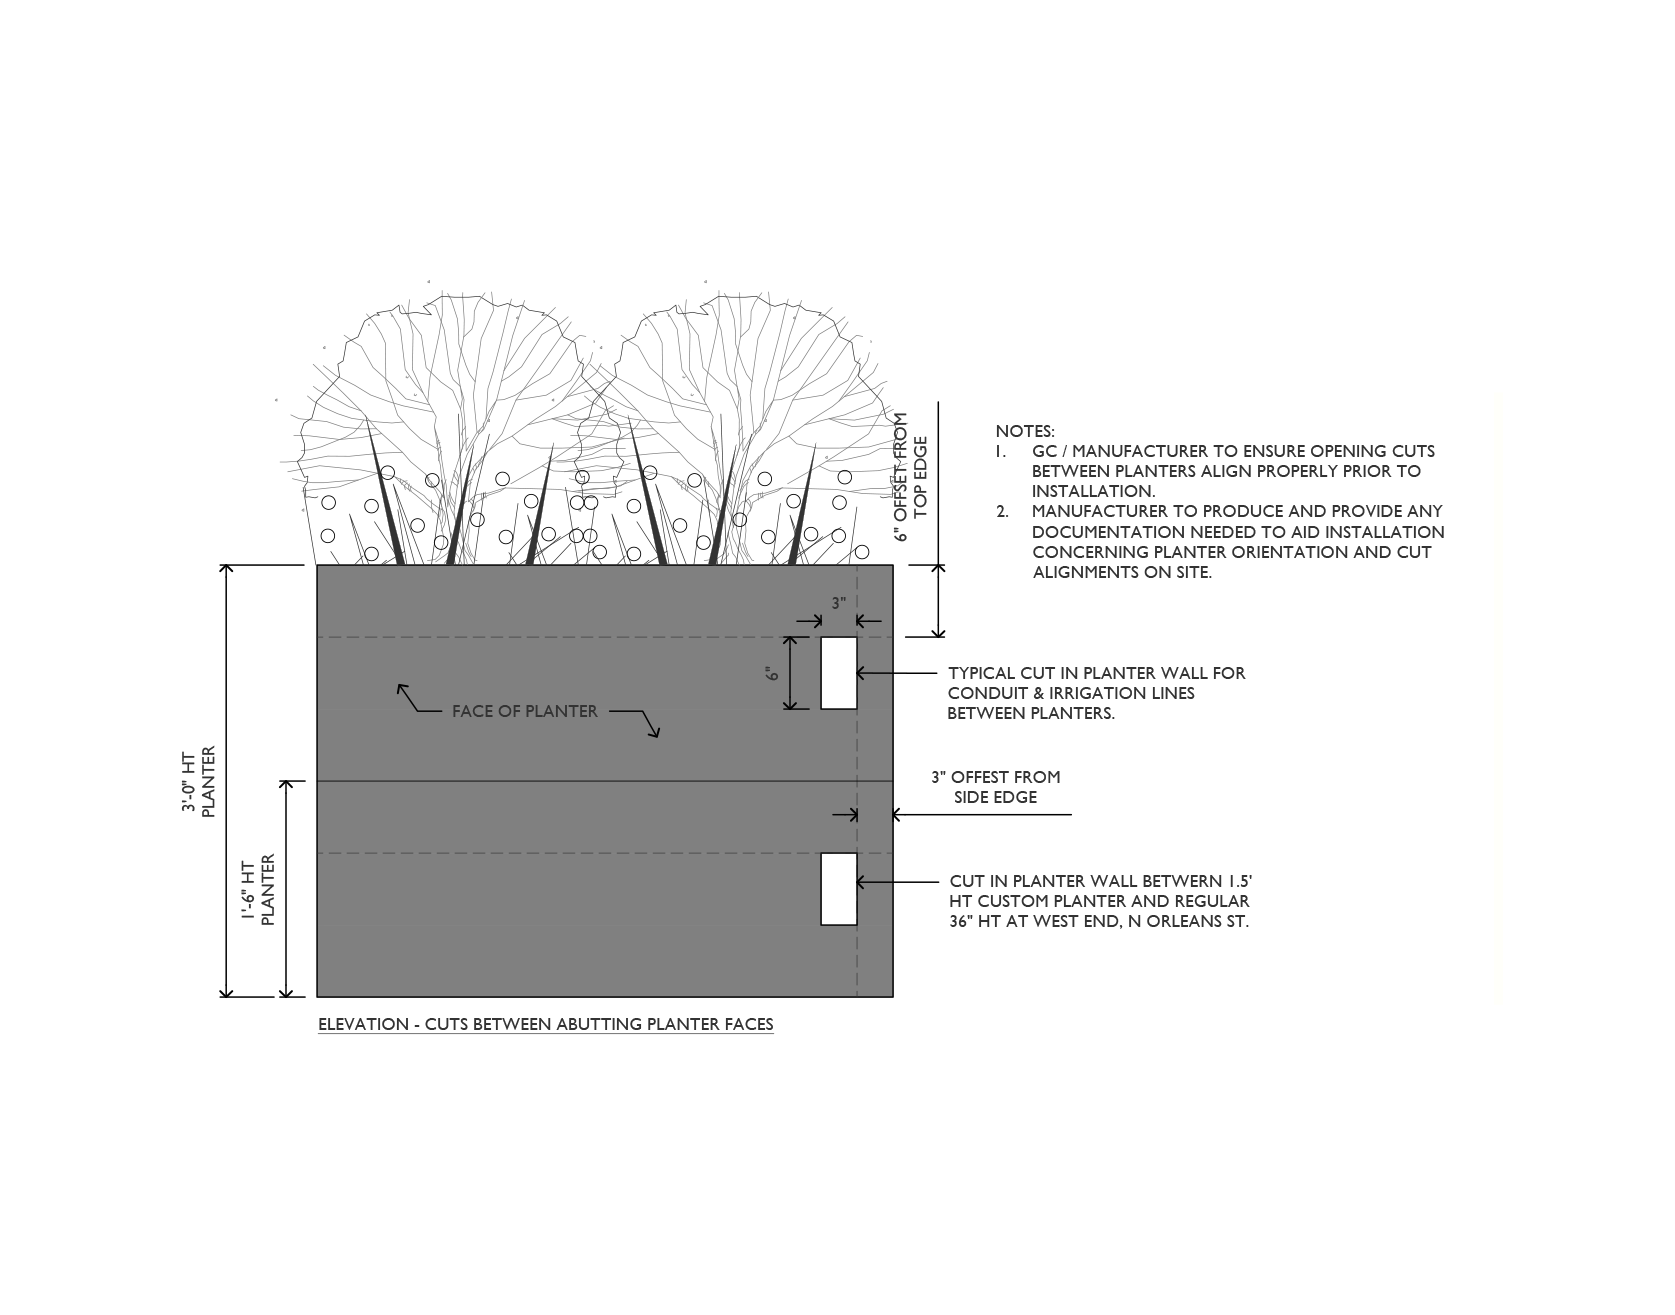 6" OFFSET FROM
TOP EDGE
NOTES:
1. GC / MANUFACTURER TO ENSURE OPENING CUTS
BETWEEN PLANTERS ALIGN PROPERLY PRIOR TO
INSTALLATION.
2. MANUFACTURER TO PRODUCE AND PROVIDE ANY
DOCUMENTATION NEEDED TO AID INSTALLATION
CONCERNING PLANTER ORIENTATION AND CUT
ALIGNMENTS ON SITE.
3"
6"
TYPICAL CUT IN PLANTER WALL FOR
CONDUIT & IRRIGATION LINES
BETWEEN PLANTERS.
FACE OF PLANTER
3'-0" HT
PLANTER
3" OFFEST FROM
SIDE EDGE
1'-6" HT
PLANTER
CUT IN PLANTER WALL BETWERN 1.5'
HT CUSTOM PLANTER AND REGULAR
36" HT AT WEST END, N ORLEANS ST.
ELEVATION - CUTS BETWEEN ABUTTING PLANTER FACES